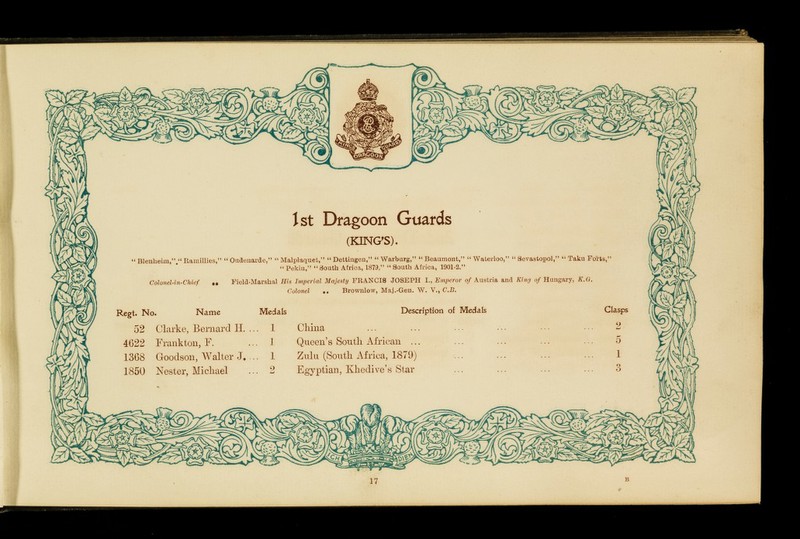 1st Dragoon Guards
(KING'S).
"Blenheim," "Ramillies," "Oudenarde," "Malplaquet," "Dettingen," "Warburg," "Beaumont," "Waterloo," "Sevastopol," "Taku Forts,"
"Pekin," "South Africa, 1879," "South Africa, 1901-2."
Colonel-in-Chief .. Field-Marshal His Imperial Majesty FRANCIS JOSEPH I., Emperor of Austria and King of Hungary, K.G.
Colonel .. Brownlow, Maj.-Gen. W. V., C.B.
Regt. No. Name Medals Description of Medals Clasps
52 Clarke, Bernard H. ... 1 China ... ... ... ... ... ... 2
4622 Frankton, F. ... 1 Queen's South African ... ... ... ... ... 5
1368 Goodson, Walter J. ... 1 Zulu (South Africa, 1879) ... ... ... ... 1
1850 Nester, Michael ... 2 Egyptian, Khedive's Star ... ... ... ... 3
17 B